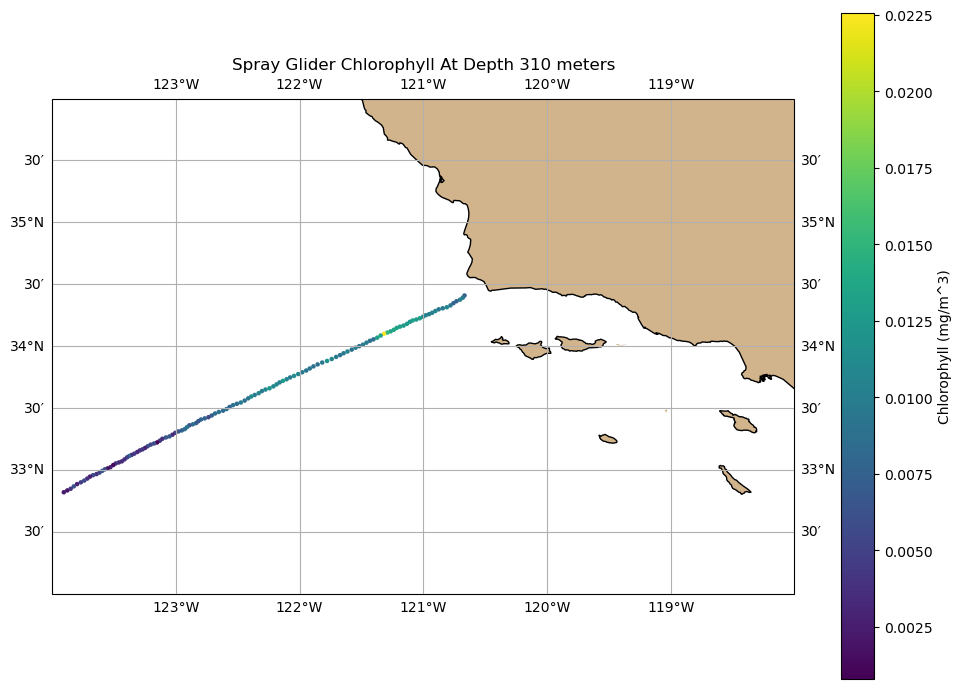 Spray Glider Chlorophyll At Depth 310 meters
123°W 122°W 121°W 120°W 119°W
30′ 30′
35°N 35°N
30′ 30′
34°N 34°N
30′ 30′
33°N 33°N
30′ 30′
123°W 122°W 121°W 120°W 119°W
0.0225
0.0200
0.0175
0.0150
0.0125
0.0100
0.0075
0.0050
0.0025
Chlorophyll (mg/m^3)